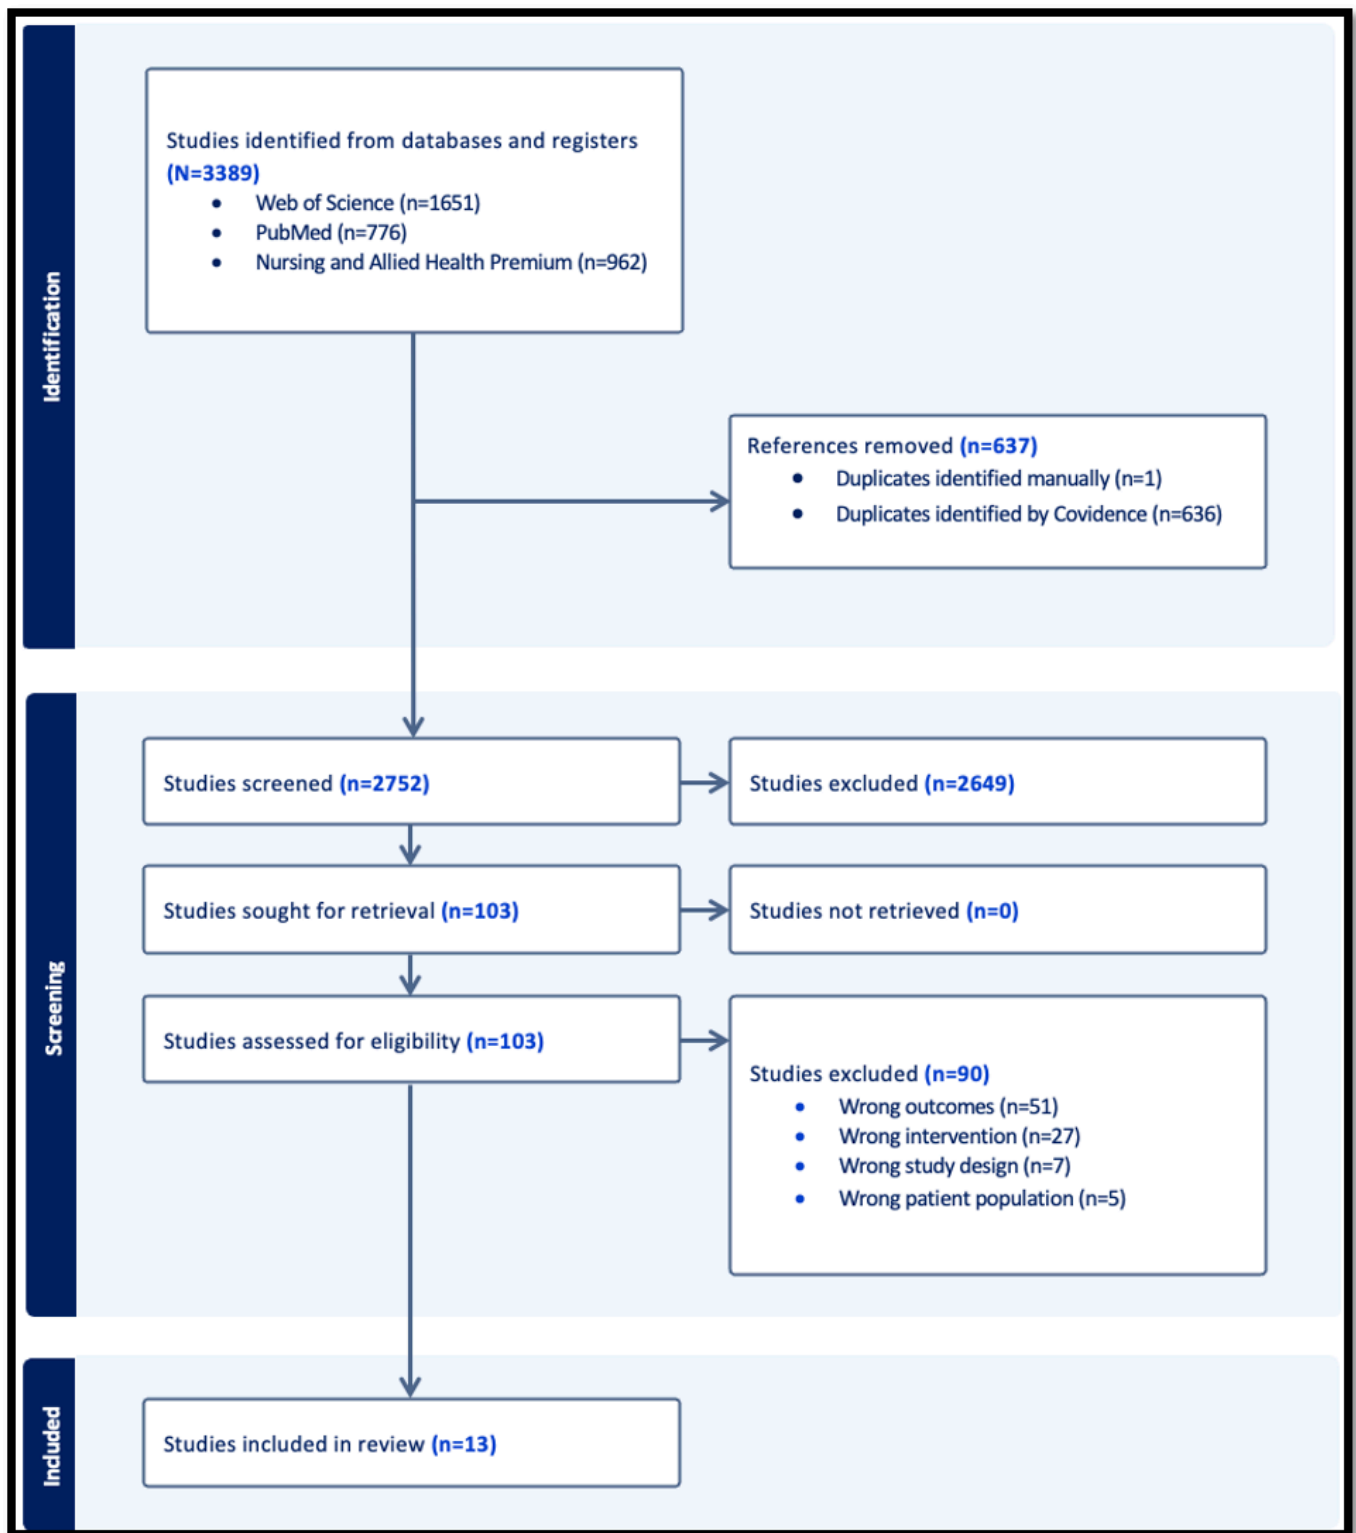 Identification
Studies identified from databases and registers
(N=3389)
• Web of Science (n=1651)
• PubMed (n=776)
• Nursing and Allied Health Premium (n=962)
References removed (n=637)
• Duplicates identified manually (n=1)
• Duplicates identified by Covidence (n=636)
Screening
Studies screened (n=2752)
Studies excluded (n=2649)
Studies sought for retrieval (n=103)
Studies not retrieved (n=0)
Studies assessed for eligibility (n=103)
Studies excluded (n=90)
• Wrong outcomes (n=51)
• Wrong intervention (n=27)
• Wrong study design (n=7)
• Wrong patient population (n=5)
Included
Studies included in review (n=13)